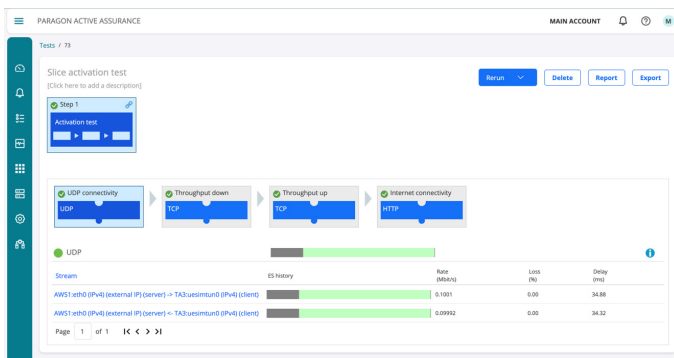 PARAGON ACTIVE ASSURANCE
MAIN ACCOUNT
M
Tests / 73
Slice activation test
[Click here to add a description]
Rerun
Delete
Report
Export
Step 1
Activation test
UDP connectivity
UDP
Throughput down
TCP
Throughput up
TCP
Internet connectivity
HTTP
UDP
Stream
ES history
Rate
(Mbit/s)
Loss
(%)
Delay
(ms)
AWS1:eth0 (IPv4) (external IP) (server) -> TA3:uesimtun0 (IPv4) (client)
0.1001
0.00
34.88
AWS1:eth0 (IPv4) (external IP) (server) <- TA3:uesimtun0 (IPv4) (client)
0.09992
0.00
34.32
Page 1 of 1